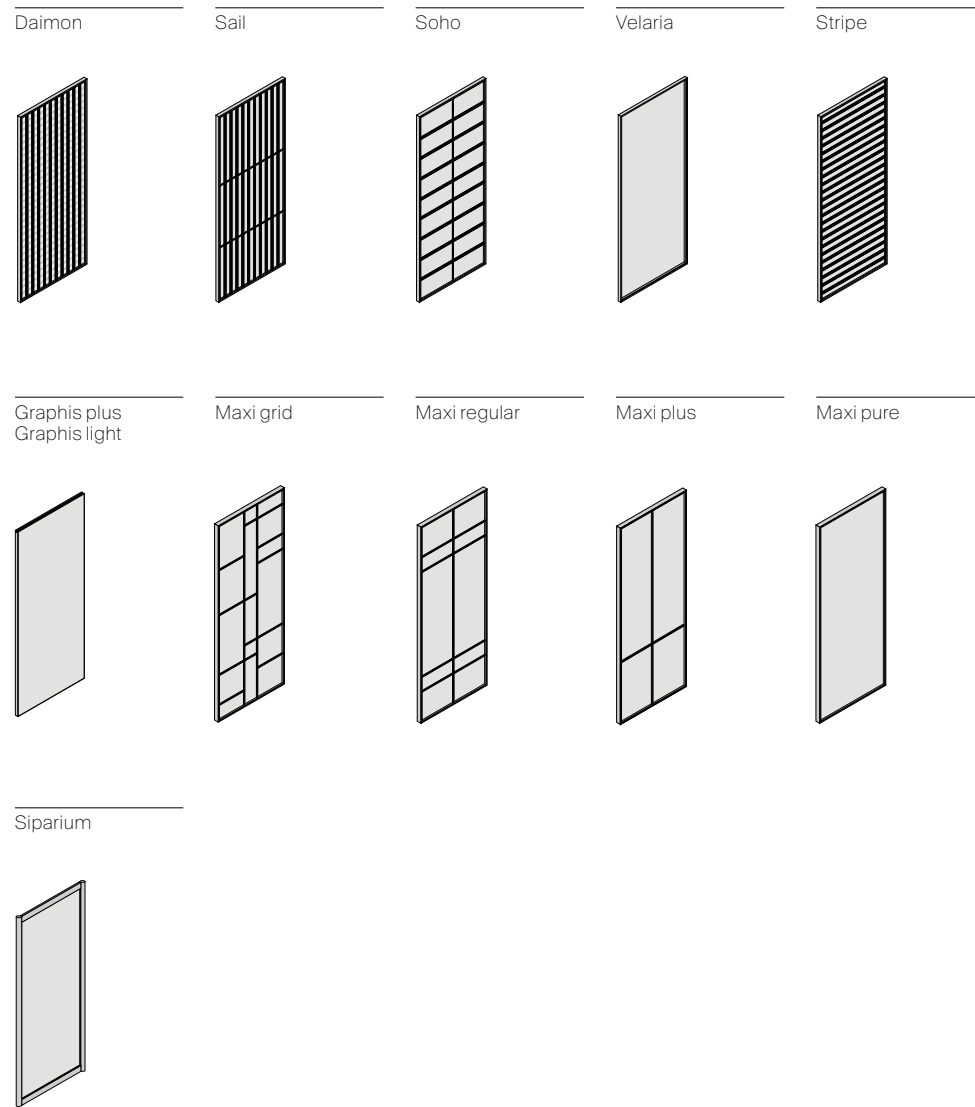 Daimon
Sail
Soho
Velaria
Stripe
Graphis plus
Graphis light
Maxi grid
Maxi regular
Maxi plus
Maxi pure
Siparium